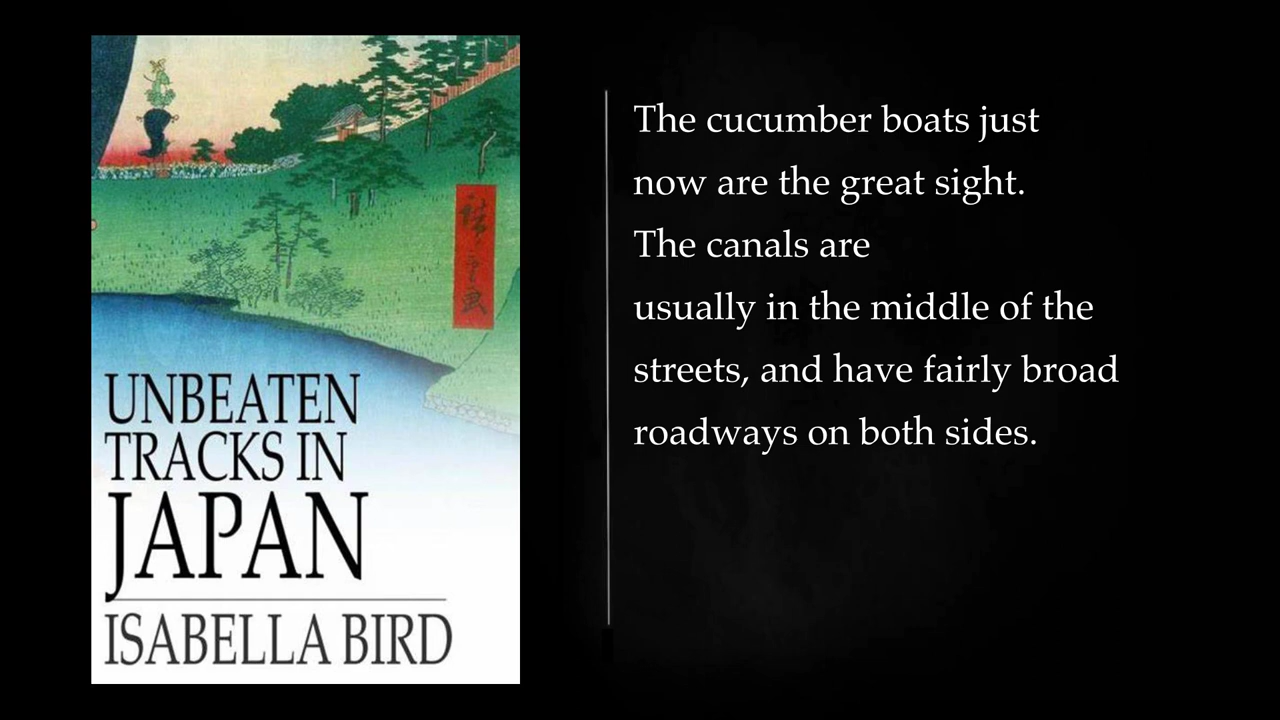 UNBEATEN
TRACKS IN
JAPAN
ISABELLA BIRD
The cucumber boats just
now are the great sight.
The canals are
usually in the middle of the
streets, and have fairly broad
roadways on both sides.